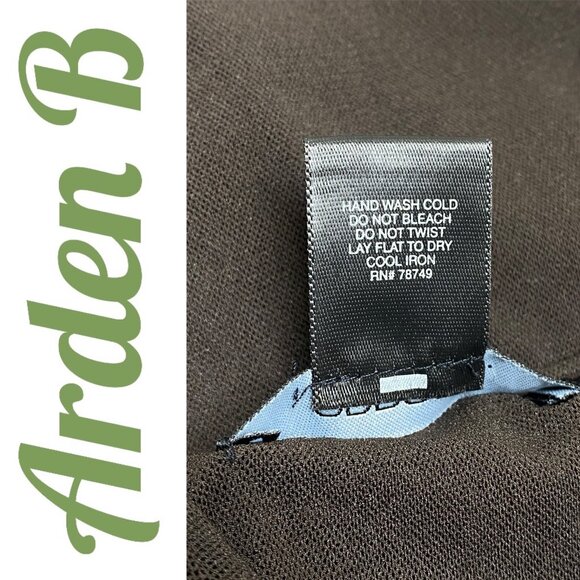 Arden B
HAND WASH COLD
DO NOT BLEACH
DO NOT TWIST
LAY FLAT TO DRY
COOL IRON
RN# 78749